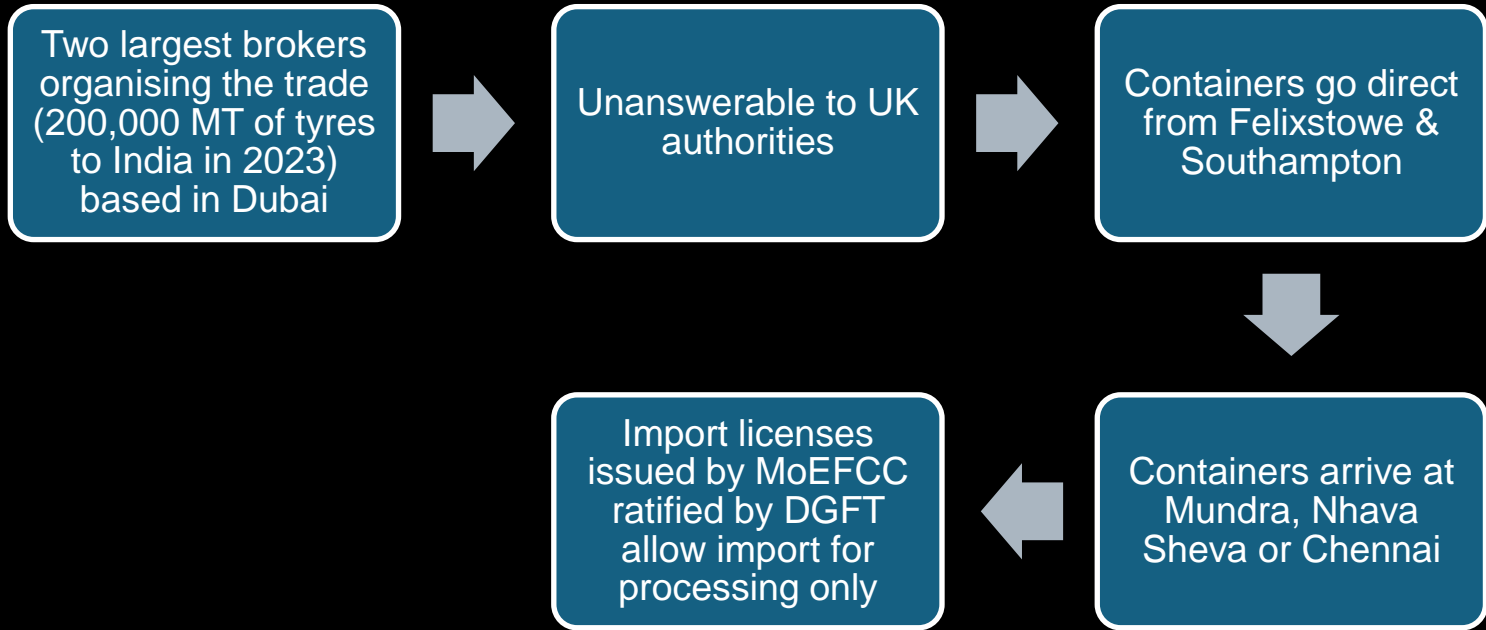 Two largest brokers
organising the trade
(200,000 MT of tyres
to India in 2023)
based in Dubai
Unanswerable to UK
authorities
Containers go direct
from Felixstowe &
Southampton
Containers arrive at
Mundra, Nhava
Sheva or Chennai
Import licenses
issued by MoEFCC
ratified by DGFT
allow import for
processing only